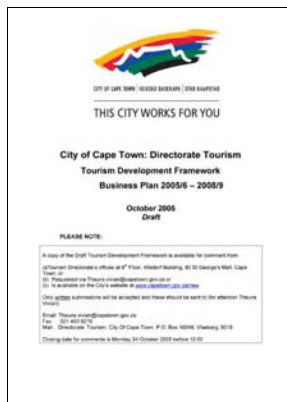 CITY OF CAPE TOWN | ISIXEKO SASEKAPA | STAD KAAPSTAD
THIS CITY WORKS FOR YOU
City of Cape Town: Directorate Tourism
Tourism Development Framework
Business Plan 2005/6 – 2008/9
October 2005
Draft
PLEASE NOTE:
A copy of the Draft Tourism Development Framework is available for comment from
(a)Tourism Directorate's offices at 6th Floor, Waldorf Building, 80 St George's Mall, Cape
Town; or
(b) Requested via Theuns.vivian@capetown.gov.za or
(c) Is available on the City's website at www.capetown.gov.za/
Only written submissions will be accepted and these should be sent to (for attention Theuns
Vivian):
Email: Theuns.vivian@capetown.gov.za
Fax:
Mail: Directorate: Tourism, City Of Cape Town, P.O. Box 16548, Vlaeberg, 8018
Closing date for comments is Monday 24 October 2005 before 12:00